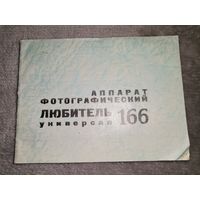 АППАРАТ
ФОТОГРАФИЧЕСКИЙ
ЛЮБИТЕЛЬ 166
универсал